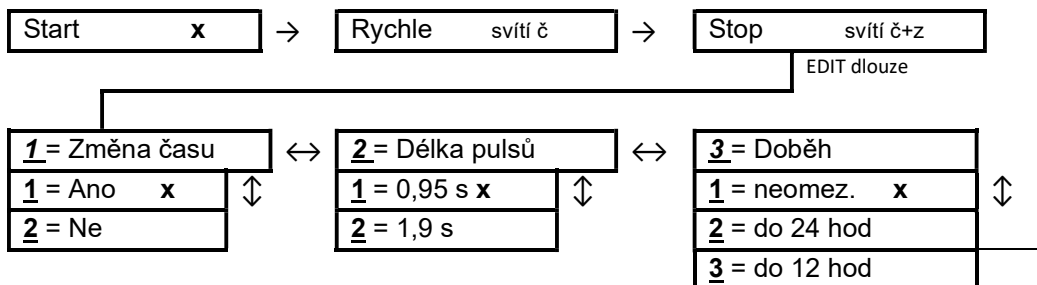 Start x → Rychle svítí č → Stop svítí č+z
EDIT dlouze
1 = Změna času ↔ 2 = Délka pulsů ↔ 3 = Doběh
1 = Ano x ↕ 1 = 0,95 s x ↕ 1 = neomez. x ↕
2 = Ne 2 = 1,9 s 2 = do 24 hod
3 = do 12 hod